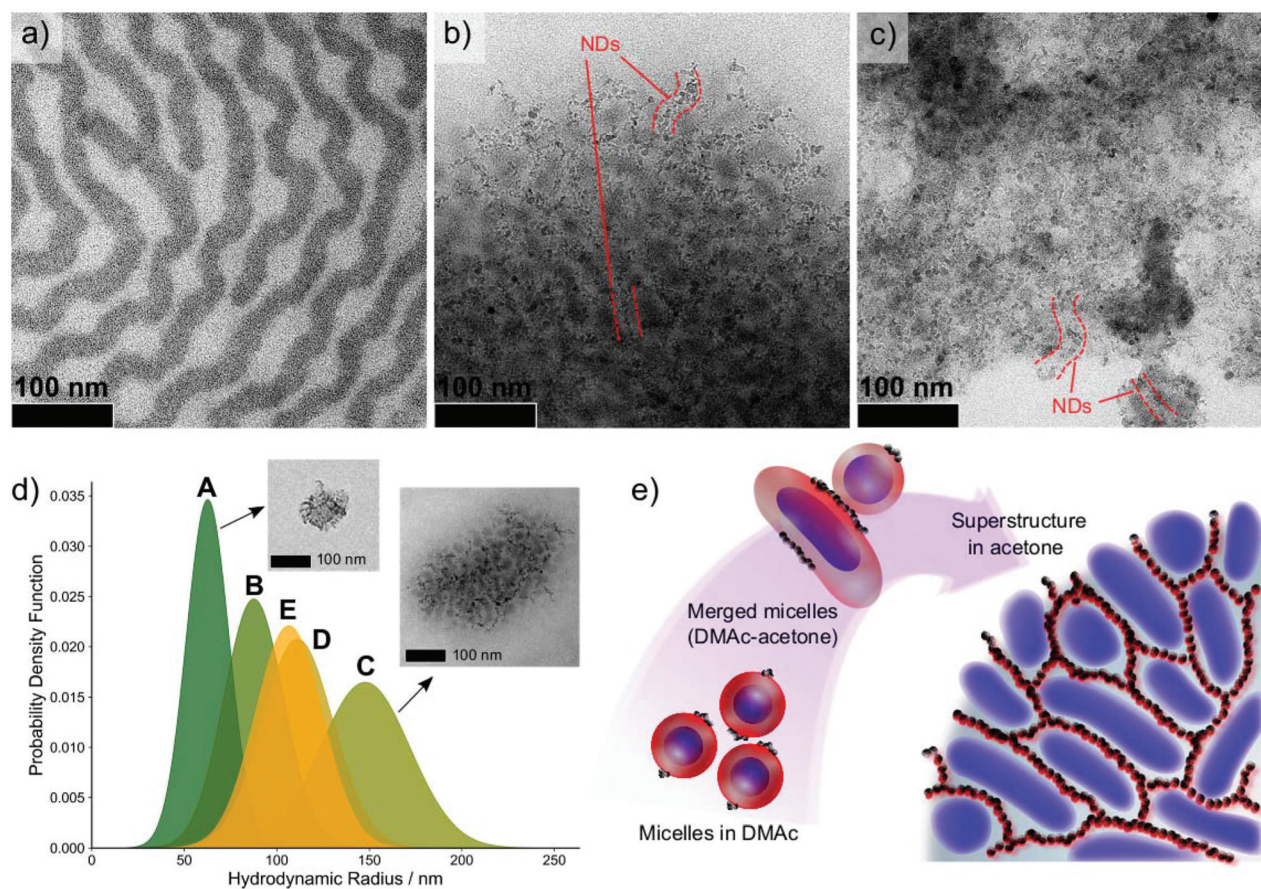 a)
100 nm
b)
NDs
100 nm
c)
NDs
100 nm
d)
Probability Density Function
0.035
0.030
0.025
0.020
0.015
0.010
0.005
0.000
0
50
100
150
200
250
Hydrodynamic Radius / nm
A
B
E
D
C
100 nm
100 nm
e)
Superstructure
in acetone
Merged micelles
(DMAc-acetone)
Micelles in DMAc